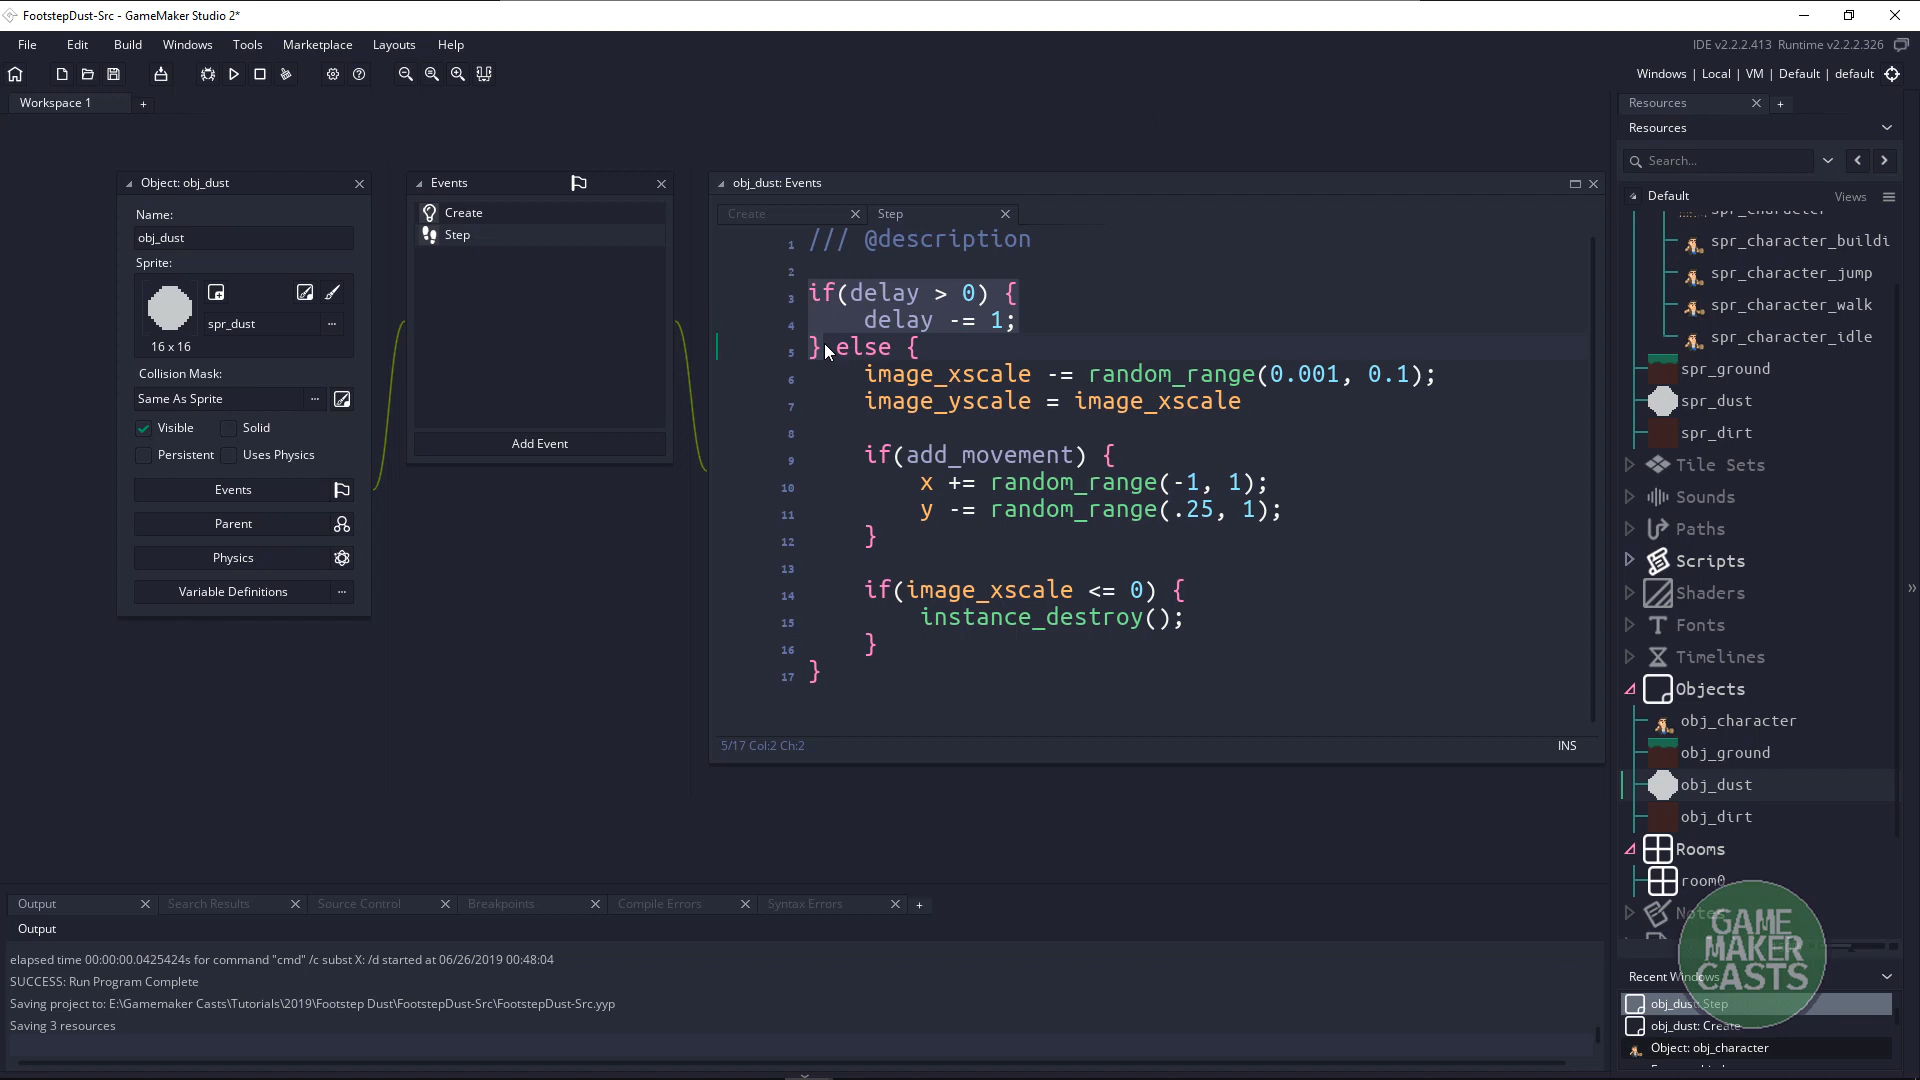 FootstepDust-Src - GameMaker Studio 2*
File Edit Build Windows Tools Marketplace Layouts Help
IDE v2.2.2.413 Runtime v2.2.2.326
Windows | Local | VM | Default | default
Workspace 1 +
Object: obj_dust
Name:
obj_dust
Sprite:
spr_dust ...
16 x 16
Collision Mask:
Same As Sprite ...
Visible Solid
Persistent Uses Physics
Events
Parent
Physics
Variable Definitions ...
Events
Create
Step
Add Event
obj_dust: Events
Create Step
1 /// @description
2
3 if(delay > 0) {
4 delay -= 1;
5 } else {
6 image_xscale -= random_range(0.001, 0.1);
7 image_yscale = image_xscale
8
9 if(add_movement) {
10 x += random_range(-1, 1);
11 y -= random_range(.25, 1);
12 }
13
14 if(image_xscale <= 0) {
15 instance_destroy();
16 }
17 }
5/17 Col:2 Ch:2 INS
Resources +
Resources
Search...
Default Views
spr_character
spr_character_buildi
spr_character_jump
spr_character_walk
spr_character_idle
spr_ground
spr_dust
spr_dirt
Tile Sets
Sounds
Paths
Scripts
Shaders
Fonts
Timelines
Objects
obj_character
obj_ground
obj_dust
obj_dirt
Rooms
room0
GAME
MAKER
CASTS
Recent Windows
obj_dust: Step
obj_dust: Create
Object: obj_character
Output Search Results Source Control Breakpoints Compile Errors Syntax Errors +
Output
elapsed time 00:00:00.0425424s for command "cmd" /c subst X: /d started at 06/26/2019 00:48:04
SUCCESS: Run Program Complete
Saving project to: E:\Gamemaker Casts\Tutorials\2019\Footstep Dust\FootstepDust-Src\FootstepDust-Src.yyp
Saving 3 resources